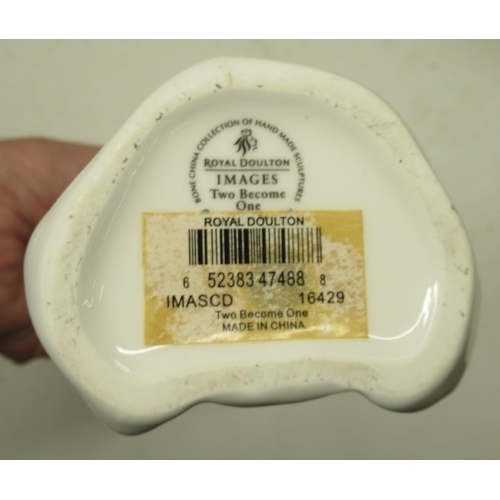 BONE CHINA COLLECTION OF HAND MADE SCULPTURES
ROYAL DOULTON
IMAGES
Two Become
One
ROYAL DOULTON
6 52383 47488 8
IMASCD 16429
Two Become One
MADE IN CHINA